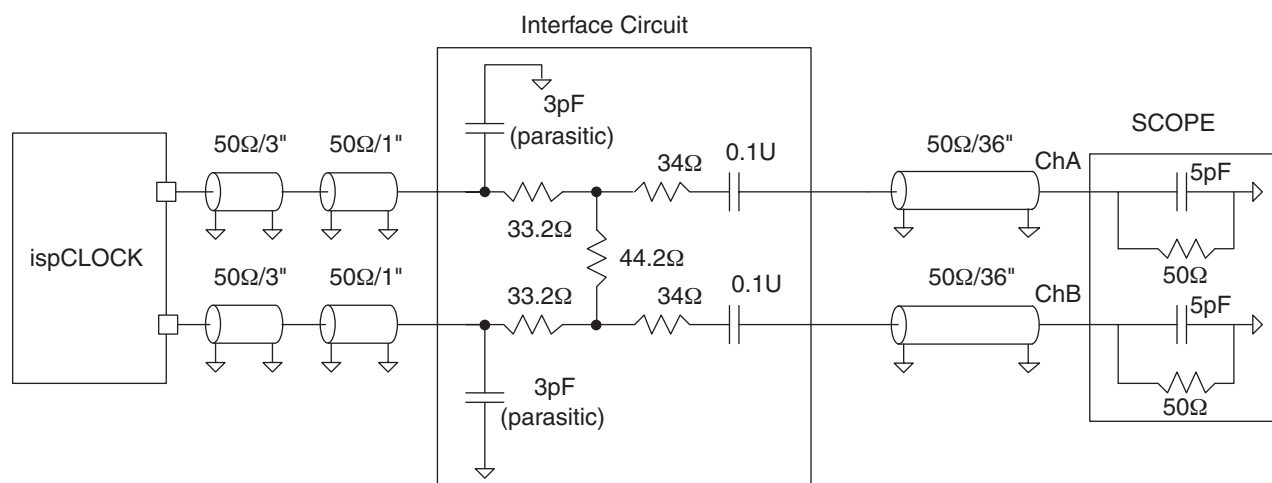 Interface Circuit
3pF
(parasitic)
SCOPE
50Ω/3"
50Ω/1"
0.1U
50Ω/36"
ChA
34Ω
5pF
33.2Ω
50Ω
ispCLOCK
44.2Ω
50Ω/3"
50Ω/1"
0.1U
50Ω/36"
ChB
33.2Ω
34Ω
5pF
3pF
(parasitic)
50Ω